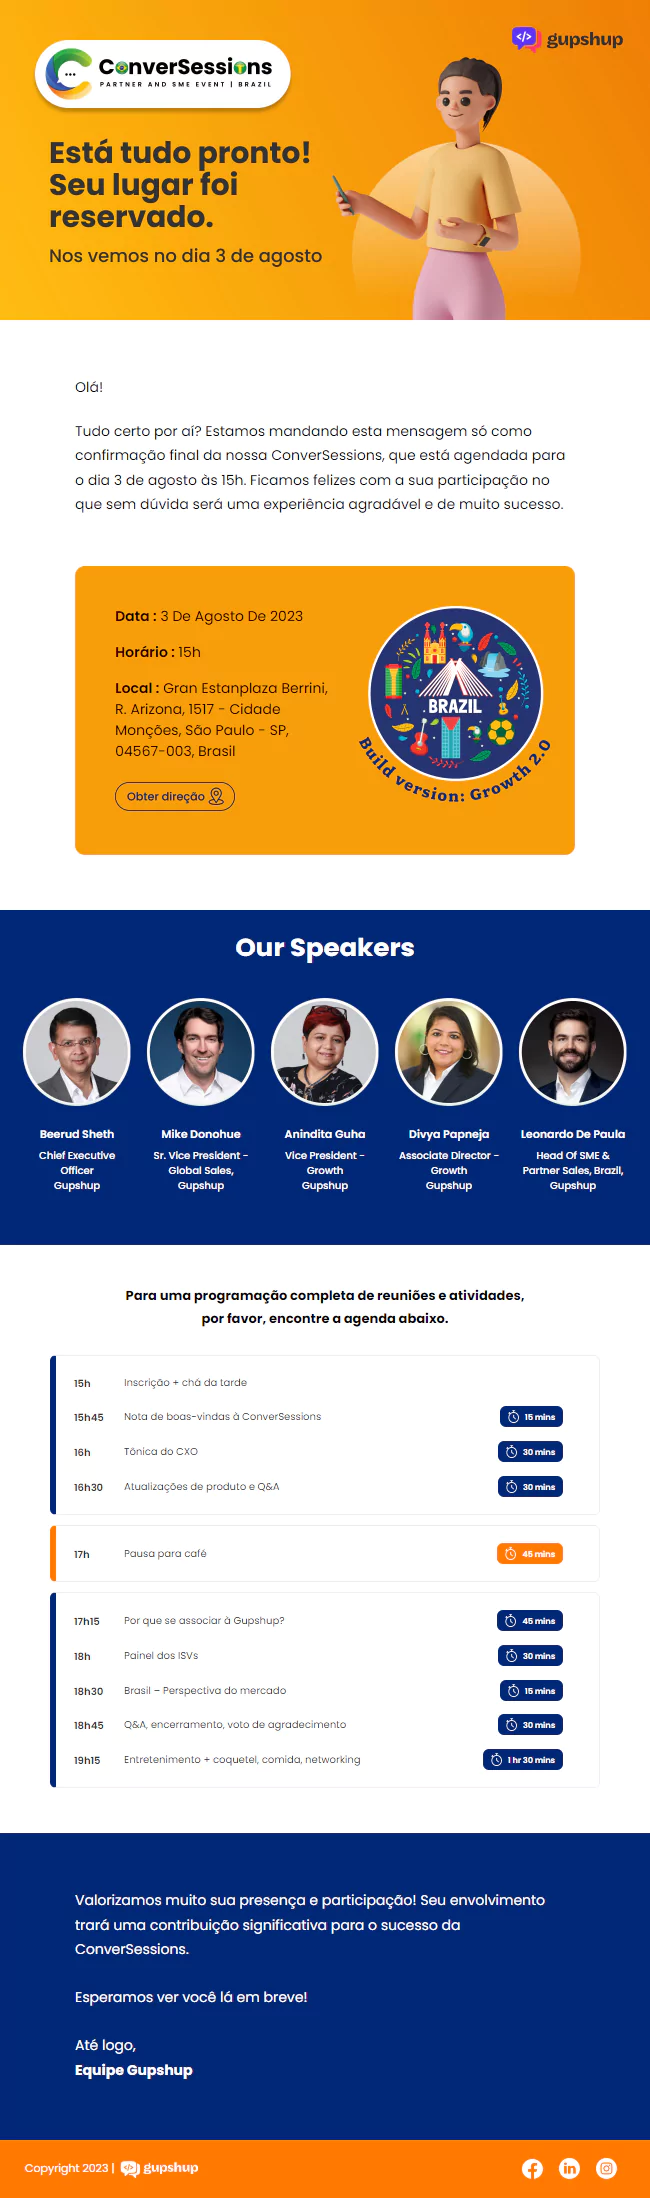 gupshup
ConverSessions
PARTNER AND SME EVENT | BRAZIL
Está tudo pronto!
Seu lugar foi
reservado.
Nos vemos no dia 3 de agosto
Olá!
Tudo certo por aí? Estamos mandando esta mensagem só como
confirmação final da nossa ConverSessions, que está agendada para
o dia 3 de agosto às 15h. Ficamos felizes com a sua participação no
que sem dúvida será uma experiência agradável e de muito sucesso.
Data : 3 De Agosto De 2023
Horário : 15h
Local : Gran Estanplaza Berrini,
R. Arizona, 1517 - Cidade
Monções, São Paulo - SP,
04567-003, Brasil
Obter direção
BRAZIL
Build version: Growth 2.0
Our Speakers
Beerud Sheth
Chief Executive
Officer
Gupshup
Mike Donohue
Sr. Vice President -
Global Sales,
Gupshup
Anindita Guha
Vice President -
Growth
Gupshup
Divya Papneja
Associate Director -
Growth
Gupshup
Leonardo De Paula
Head Of SME &
Partner Sales, Brazil,
Gupshup
Para uma programação completa de reuniões e atividades,
por favor, encontre a agenda abaixo.
15h Inscrição + chá da tarde
15h45 Nota de boas-vindas à ConverSessions 15 mins
16h Tônica do CXO 30 mins
16h30 Atualizações de produto e Q&A 30 mins
17h Pausa para café 45 mins
17h15 Por que se associar à Gupshup? 45 mins
18h Painel dos ISVs 30 mins
18h30 Brasil – Perspectiva do mercado 15 mins
18h45 Q&A, encerramento, voto de agradecimento 30 mins
19h15 Entretenimento + coquetel, comida, networking 1 hr 30 mins
Valorizamos muito sua presença e participação! Seu envolvimento
trará uma contribuição significativa para o sucesso da
ConverSessions.
Esperamos ver você lá em breve!
Até logo,
Equipe Gupshup
Copyright 2023 | gupshup